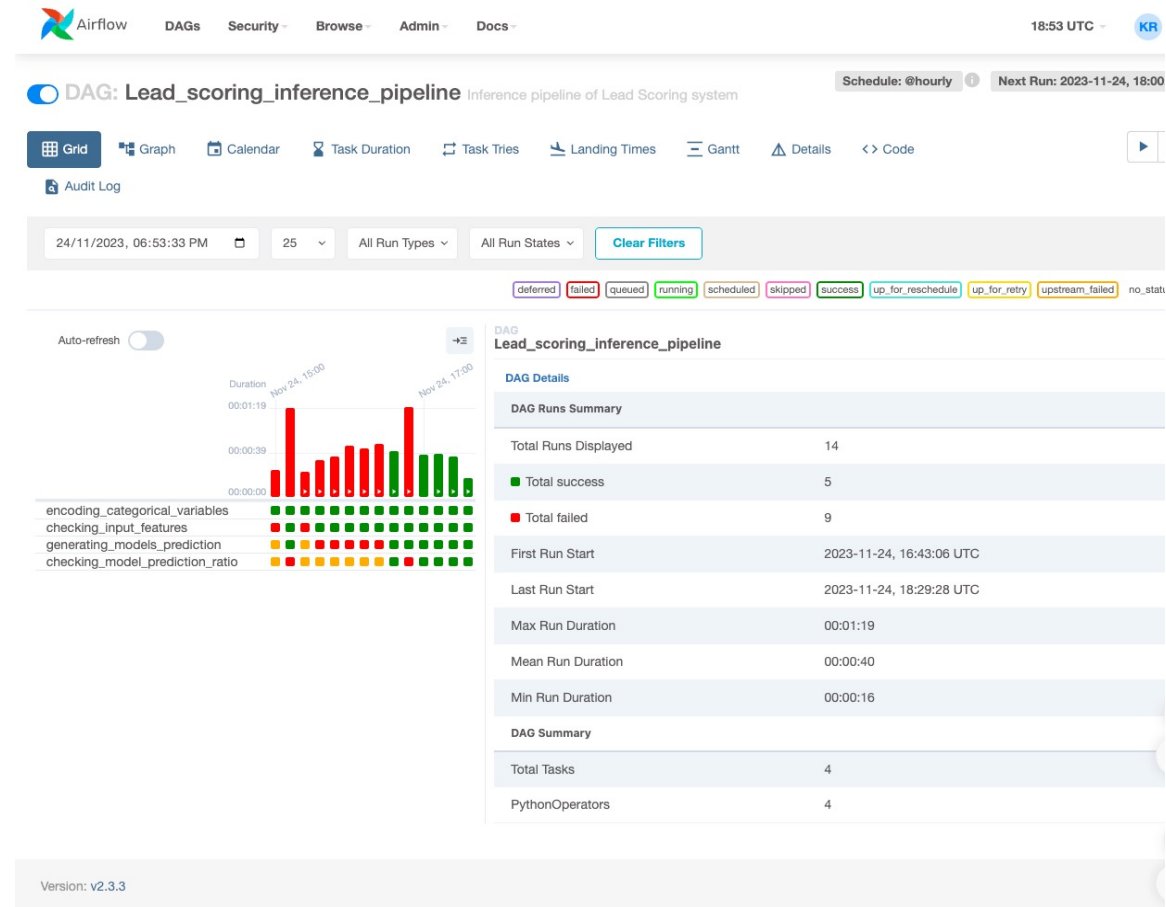 Airflow DAGs Security Browse Admin Docs 18:53 UTC KR
DAG: Lead_scoring_inference_pipeline Inference pipeline of Lead Scoring system
Schedule: @hourly i Next Run: 2023-11-24, 18:00
Grid Graph Calendar Task Duration Task Tries Landing Times Gantt Details <> Code
Audit Log
24/11/2023, 06:53:33 PM 25 All Run Types All Run States Clear Filters
deferred failed queued running scheduled skipped success up_for_reschedule up_for_retry upstream_failed no_statu
Auto-refresh
Duration Nov 24, 15:00 Nov 24, 17:00
00:01:19
00:00:39
00:00:00
encoding_categorical_variables
checking_input_features
generating_models_prediction
checking_model_prediction_ratio
DAG
Lead_scoring_inference_pipeline
DAG Details
DAG Runs Summary
Total Runs Displayed 14
Total success 5
Total failed 9
First Run Start 2023-11-24, 16:43:06 UTC
Last Run Start 2023-11-24, 18:29:28 UTC
Max Run Duration 00:01:19
Mean Run Duration 00:00:40
Min Run Duration 00:00:16
DAG Summary
Total Tasks 4
PythonOperators 4
Version: v2.3.3